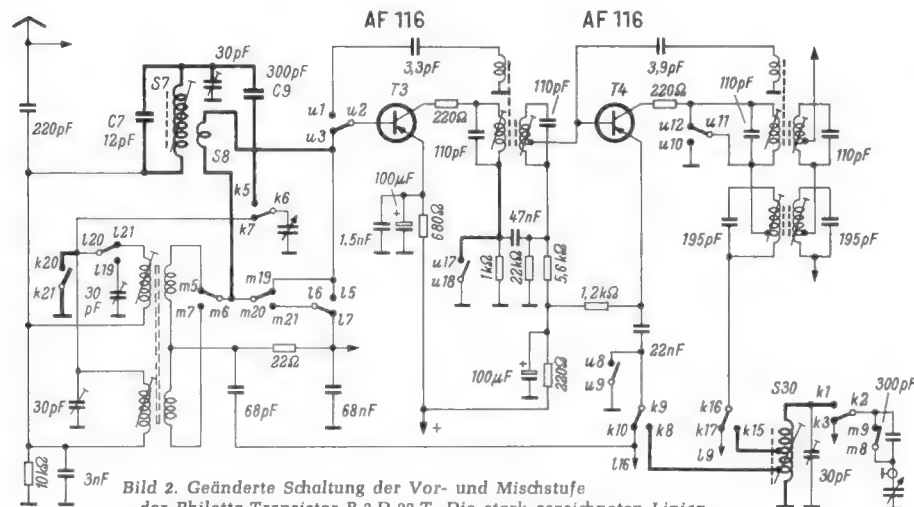 AF 116
AF 116
30pF
300pF
C9
S7
C7
12pF
S8
220pF
u1
u2
u3
3,3pF
T3
220Ω
110pF
110pF
3,9pF
T4
220Ω
110pF
u12
u11
u10
110pF
k5
k6
k7
100µF
+
1,5nF
680Ω
47nF
u17
u18
1kΩ
22kΩ
5,6kΩ
195pF
195pF
l20
l21
k20
l19
k21
30
pF
m5
m6
m7
m19
m20
m21
l6
l5
l7
1,2kΩ
22Ω
22nF
u8
u9
100µF
+
220Ω
30pF
68pF
68nF
+
k9
k10
k8
l16
k16
k17
k15
l9
S30
k1
k2
k3
m9
m8
300pF
30pF
10kΩ
3nF
Bild 2. Geänderte Schaltung der Vor- und Mischstufe